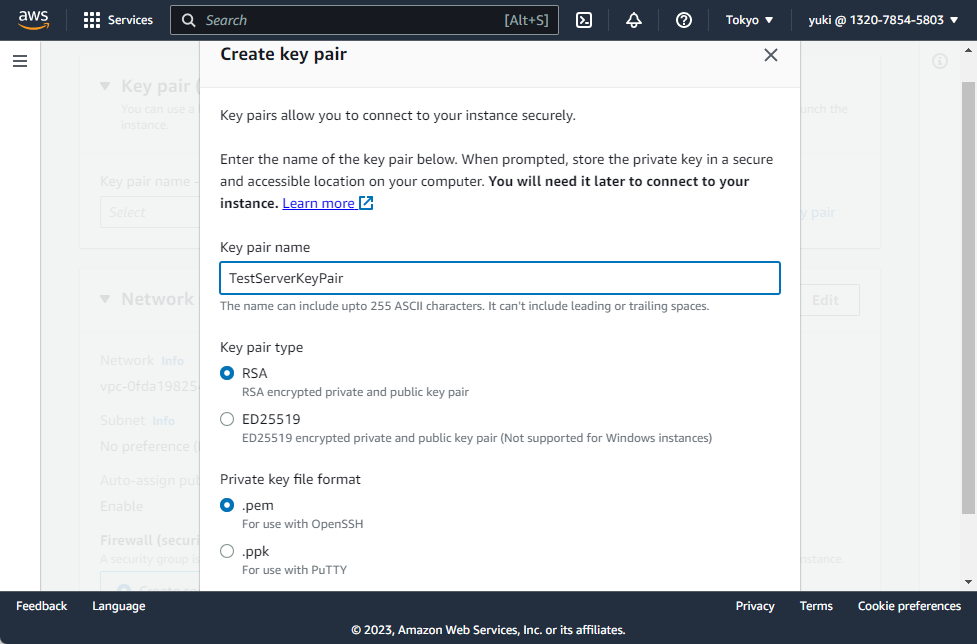 aws
Services
Search
[Alt+S]
Tokyo
yuki @ 1320-7854-5803
Create key pair
Key pairs allow you to connect to your instance securely.
Enter the name of the key pair below. When prompted, store the private key in a secure
and accessible location on your computer. You will need it later to connect to your
instance. Learn more
Key pair name
TestServerKeyPair
The name can include upto 255 ASCII characters. It can't include leading or trailing spaces.
Key pair type
RSA
RSA encrypted private and public key pair
ED25519
ED25519 encrypted private and public key pair (Not supported for Windows instances)
Private key file format
.pem
For use with OpenSSH
.ppk
For use with PuTTY
Key pair (
You can use a
unch the
instance.
Key pair name -
Select
y pair
Network
Edit
Network Info
vpc-0fda19825
Subnet Info
No preference (
Auto-assign pub
Enable
Firewall (securi
A security group is
nstance.
Feedback
Language
Privacy
Terms
Cookie preferences
© 2023, Amazon Web Services, Inc. or its affiliates.